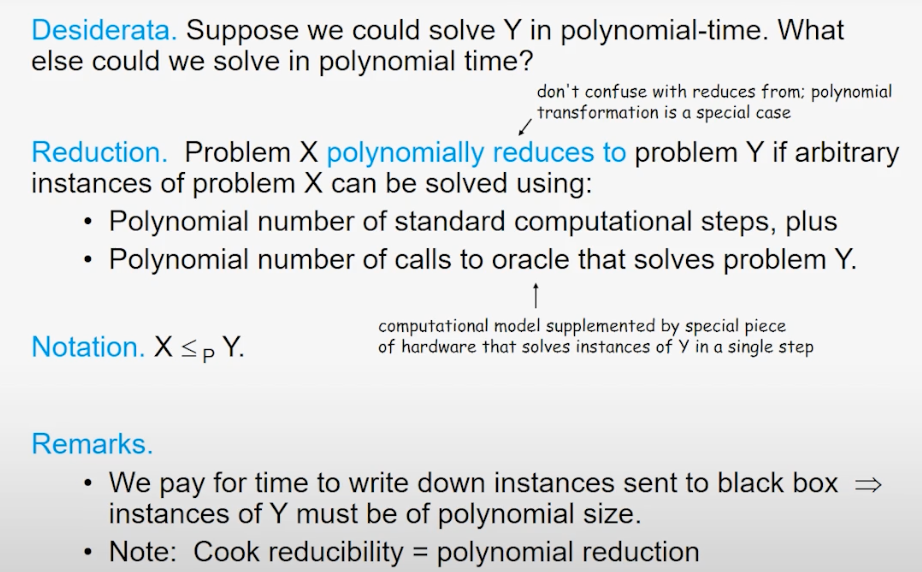 Desiderata. Suppose we could solve Y in polynomial-time. What
else could we solve in polynomial time?
don't confuse with reduces from; polynomial
transformation is a special case
Reduction. Problem X polynomially reduces to problem Y if arbitrary
instances of problem X can be solved using:
• Polynomial number of standard computational steps, plus
• Polynomial number of calls to oracle that solves problem Y.
computational model supplemented by special piece
of hardware that solves instances of Y in a single step
Notation. X ≤P Y.
Remarks.
• We pay for time to write down instances sent to black box ⇒
instances of Y must be of polynomial size.
• Note: Cook reducibility = polynomial reduction